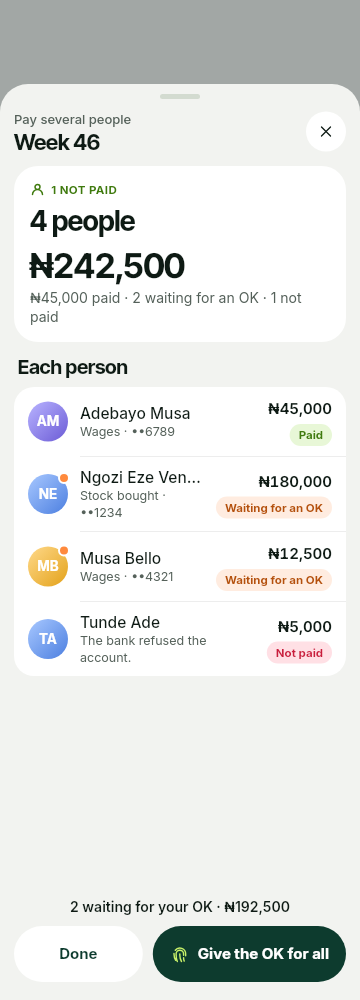 Pay several people
Week 46
1 NOT PAID
4 people
₦242,500
₦45,000 paid · 2 waiting for an OK · 1 not
paid
Each person
AM
Adebayo Musa
Wages · ••6789
₦45,000
Paid
NE
Ngozi Eze Ven...
Stock bought ·
••1234
₦180,000
Waiting for an OK
MB
Musa Bello
Wages · ••4321
₦12,500
Waiting for an OK
TA
Tunde Ade
The bank refused the
account.
₦5,000
Not paid
2 waiting for your OK · ₦192,500
Done
Give the OK for all